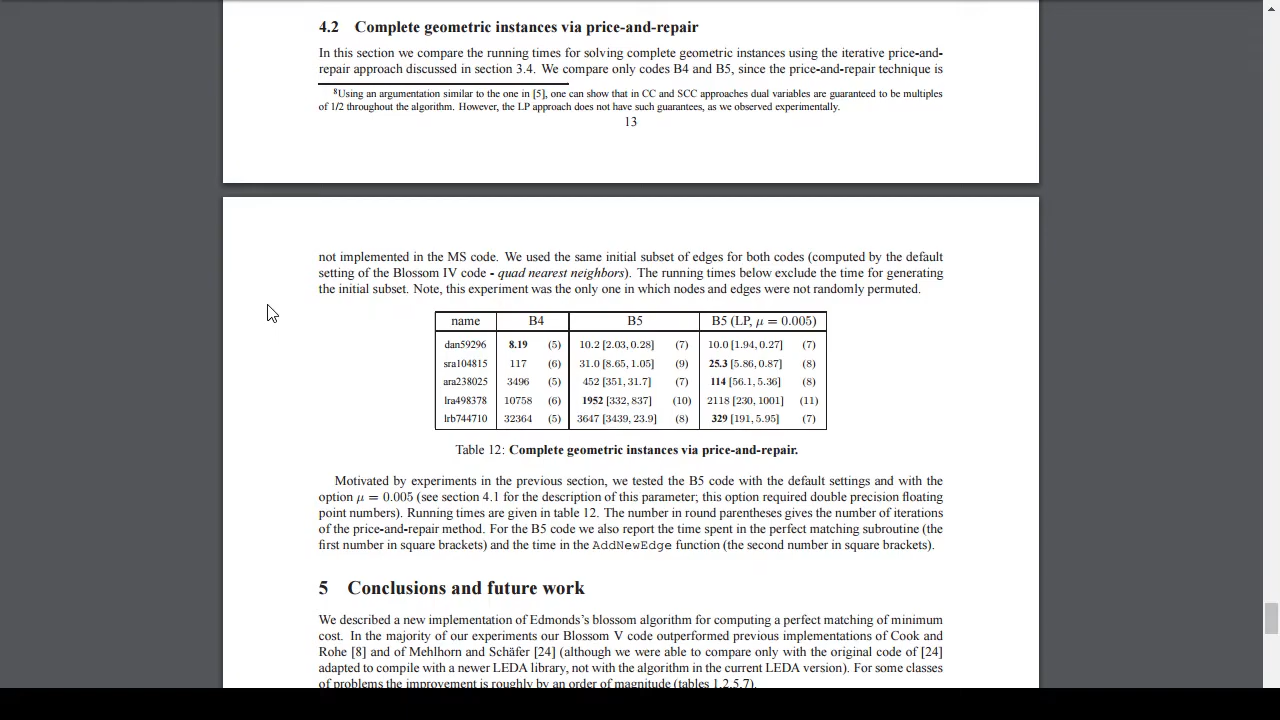 4.2 Complete geometric instances via price-and-repair
In this section we compare the running times for solving complete geometric instances using the iterative price-and-
repair approach discussed in section 3.4. We compare only codes B4 and B5, since the price-and-repair technique is
8Using an argumentation similar to the one in [5], one can show that in CC and SCC approaches dual variables are guaranteed to be multiples
of 1/2 throughout the algorithm. However, the LP approach does not have such guarantees, as we observed experimentally.
13
not implemented in the MS code. We used the same initial subset of edges for both codes (computed by the default
setting of the Blossom IV code - quad nearest neighbors). The running times below exclude the time for generating
the initial subset. Note, this experiment was the only one in which nodes and edges were not randomly permuted.
name B4 B5 B5 (LP, μ = 0.005)
dan59296 8.19 (5) 10.2 [2.03, 0.28] (7) 10.0 [1.94, 0.27] (7)
sra104815 117 (6) 31.0 [8.65, 1.05] (9) 25.3 [5.86, 0.87] (8)
ara238025 3496 (5) 452 [351, 31.7] (7) 114 [56.1, 5.36] (8)
lra498378 10758 (6) 1952 [332, 837] (10) 2118 [230, 1001] (11)
lrb744710 32364 (5) 3647 [3439, 23.9] (8) 329 [191, 5.95] (7)
Table 12: Complete geometric instances via price-and-repair.
Motivated by experiments in the previous section, we tested the B5 code with the default settings and with the
option μ = 0.005 (see section 4.1 for the description of this parameter; this option required double precision floating
point numbers). Running times are given in table 12. The number in round parentheses gives the number of iterations
of the price-and-repair method. For the B5 code we also report the time spent in the perfect matching subroutine (the
first number in square brackets) and the time in the AddNewEdge function (the second number in square brackets).
5 Conclusions and future work
We described a new implementation of Edmonds's blossom algorithm for computing a perfect matching of minimum
cost. In the majority of our experiments our Blossom V code outperformed previous implementations of Cook and
Rohe [8] and of Mehlhorn and Schäfer [24] (although we were able to compare only with the original code of [24]
adapted to compile with a newer LEDA library, not with the algorithm in the current LEDA version). For some classes
of problems the improvement is roughly by an order of magnitude (tables 1,2,5,7).